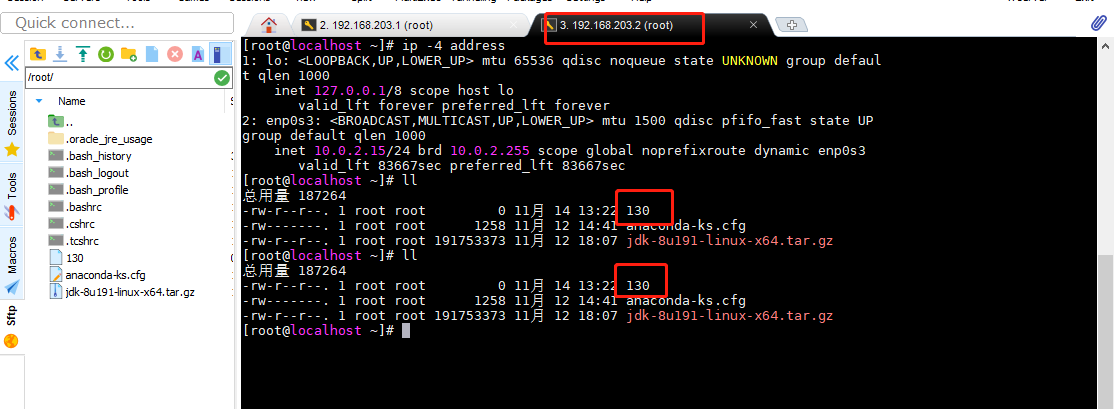 Quick connect...
2. 192.168.203.1 (root)
3. 192.168.203.2 (root)
/root/
Name
..
.oracle_jre_usage
.bash_history
.bash_logout
.bash_profile
.bashrc
.cshrc
.tcshrc
130
anaconda-ks.cfg
jdk-8u191-linux-x64.tar.gz
Sessions
Tools
Macros
Sftp
[root@localhost ~]# ip -4 address
1: lo: <LOOPBACK,UP,LOWER_UP> mtu 65536 qdisc noqueue state UNKNOWN group defaul
t qlen 1000
inet 127.0.0.1/8 scope host lo
valid_lft forever preferred_lft forever
2: enp0s3: <BROADCAST,MULTICAST,UP,LOWER_UP> mtu 1500 qdisc pfifo_fast state UP
group default qlen 1000
inet 10.0.2.15/24 brd 10.0.2.255 scope global noprefixroute dynamic enp0s3
valid_lft 83667sec preferred_lft 83667sec
[root@localhost ~]# ll
总用量 187264
-rw-r--r--. 1 root root 0 11月 14 13:22 130
-rw-------. 1 root root 1258 11月 12 14:41 anaconda-ks.cfg
-rw-r--r--. 1 root root 191753373 11月 12 18:07 jdk-8u191-linux-x64.tar.gz
[root@localhost ~]# ll
总用量 187264
-rw-r--r--. 1 root root 0 11月 14 13:22 130
-rw-------. 1 root root 1258 11月 12 14:41 anaconda-ks.cfg
-rw-r--r--. 1 root root 191753373 11月 12 18:07 jdk-8u191-linux-x64.tar.gz
[root@localhost ~]#